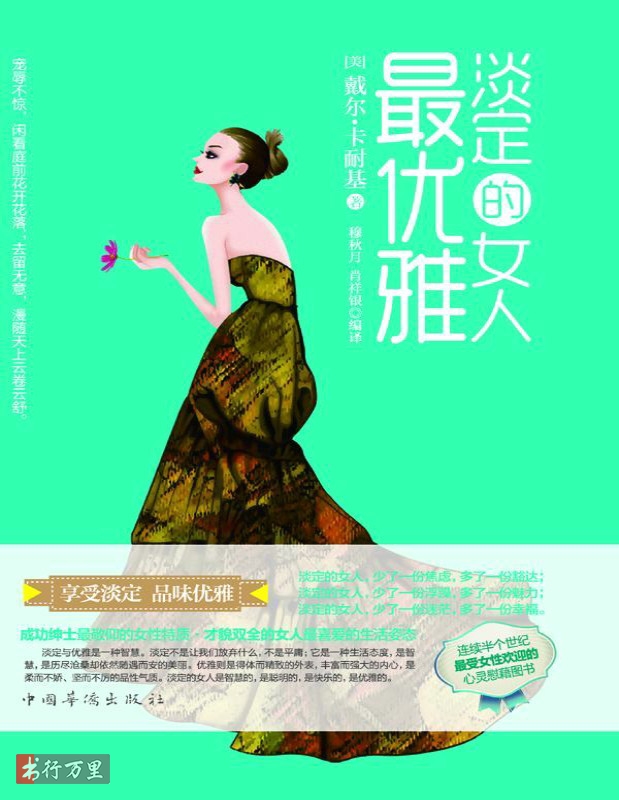 淡定的女人
最优雅
[美]戴尔·卡耐基 著
穆秋月 肖祥银◎编译
宠辱不惊，闲看庭前花开花落，去留无意，漫随天上云卷云舒。
享受淡定 品味优雅
淡定的女人，少了一份焦虑，多了一份豁达；
淡定的女人，少了一份浮躁，多了一份魅力；
淡定的女人，少了一份迷茫，多了一份幸福。
成功绅士最敬仰的女性特质·才貌双全的女人最喜爱的生活姿态
淡定与优雅是一种智慧。淡定不是让我们放弃什么，不是平庸；它是一种生活态度，是智
慧，是历尽沧桑却依然随遇而安的美丽。优雅则是得体而精致的外表，丰富而强大的内心，是
柔而不娇、坚而不厉的品性气质。淡定的女人是智慧的，是聪明的，是快乐的，是优雅的。
连续半个世纪
最受女性欢迎的
心灵慰藉图书
中国华侨出版社
书行万里